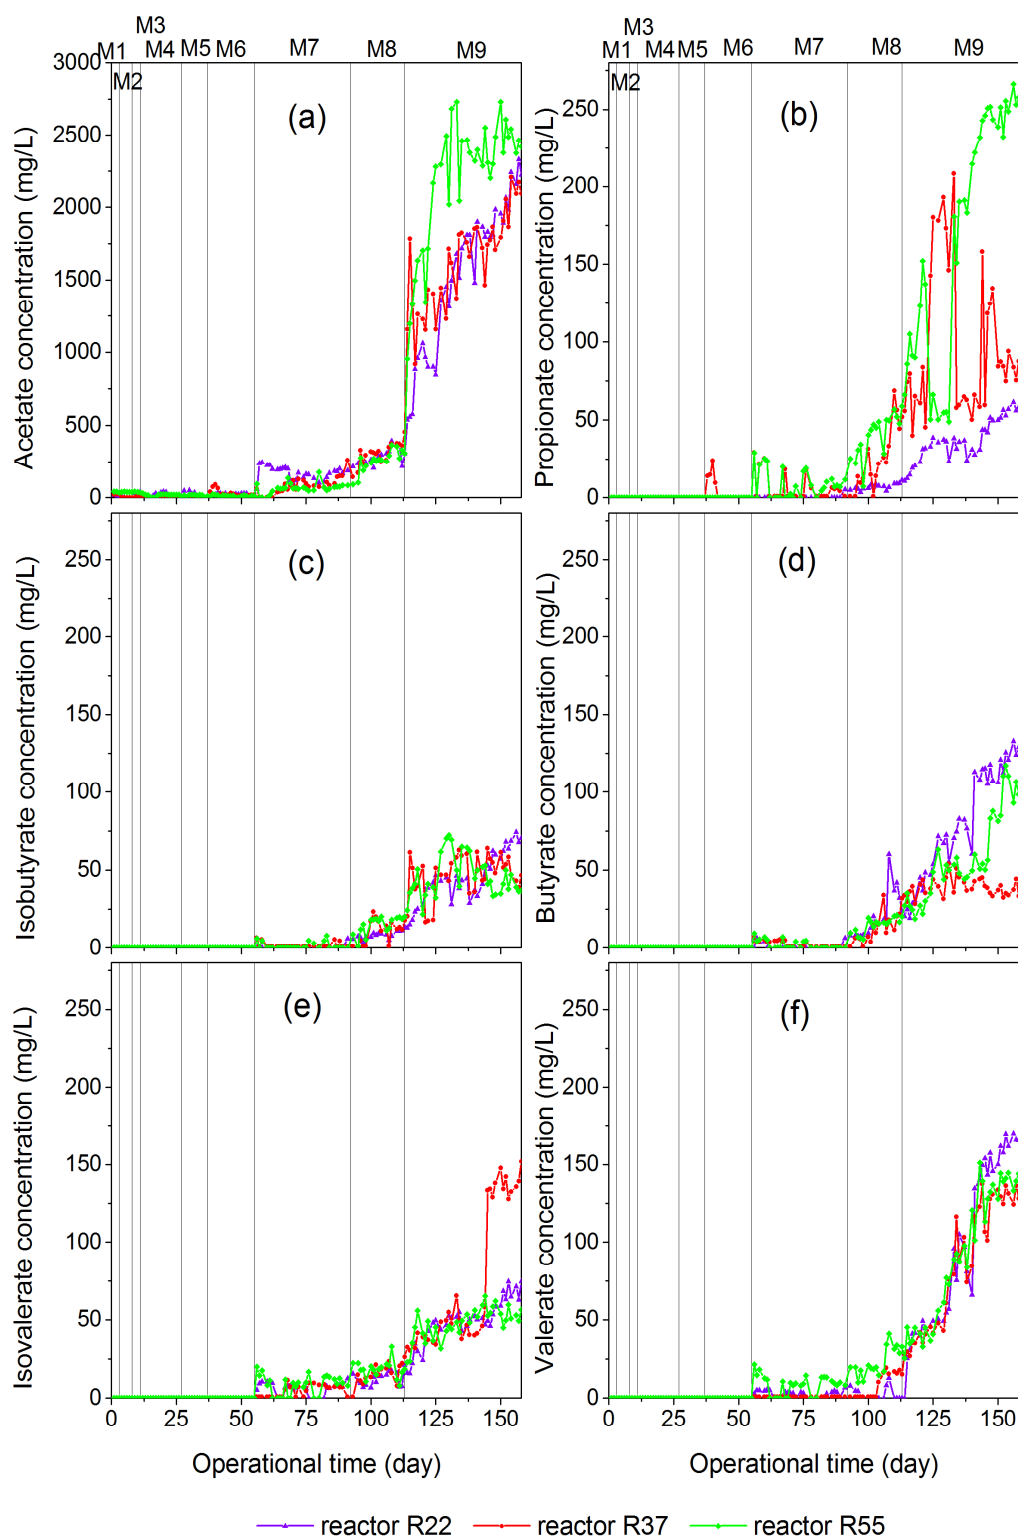 M3
M1 M4 M5 M6 M7 M8 M9
M2
3000
2500
2000
1500
1000
500
0
Acetate concentration (mg/L)
(a)
M3
M1 M4 M5 M6 M7 M8 M9
M2
250
200
150
100
50
0
Propionate concentration (mg/L)
(b)
250
200
150
100
50
0
Isobutyrate concentration (mg/L)
(c)
250
200
150
100
50
0
Butyrate concentration (mg/L)
(d)
250
200
150
100
50
0
Isovalerate concentration (mg/L)
(e)
0 25 50 75 100 125 150
Operational time (day)
250
200
150
100
50
0
Valerate concentration (mg/L)
(f)
0 25 50 75 100 125 150
Operational time (day)
reactor R22 reactor R37 reactor R55